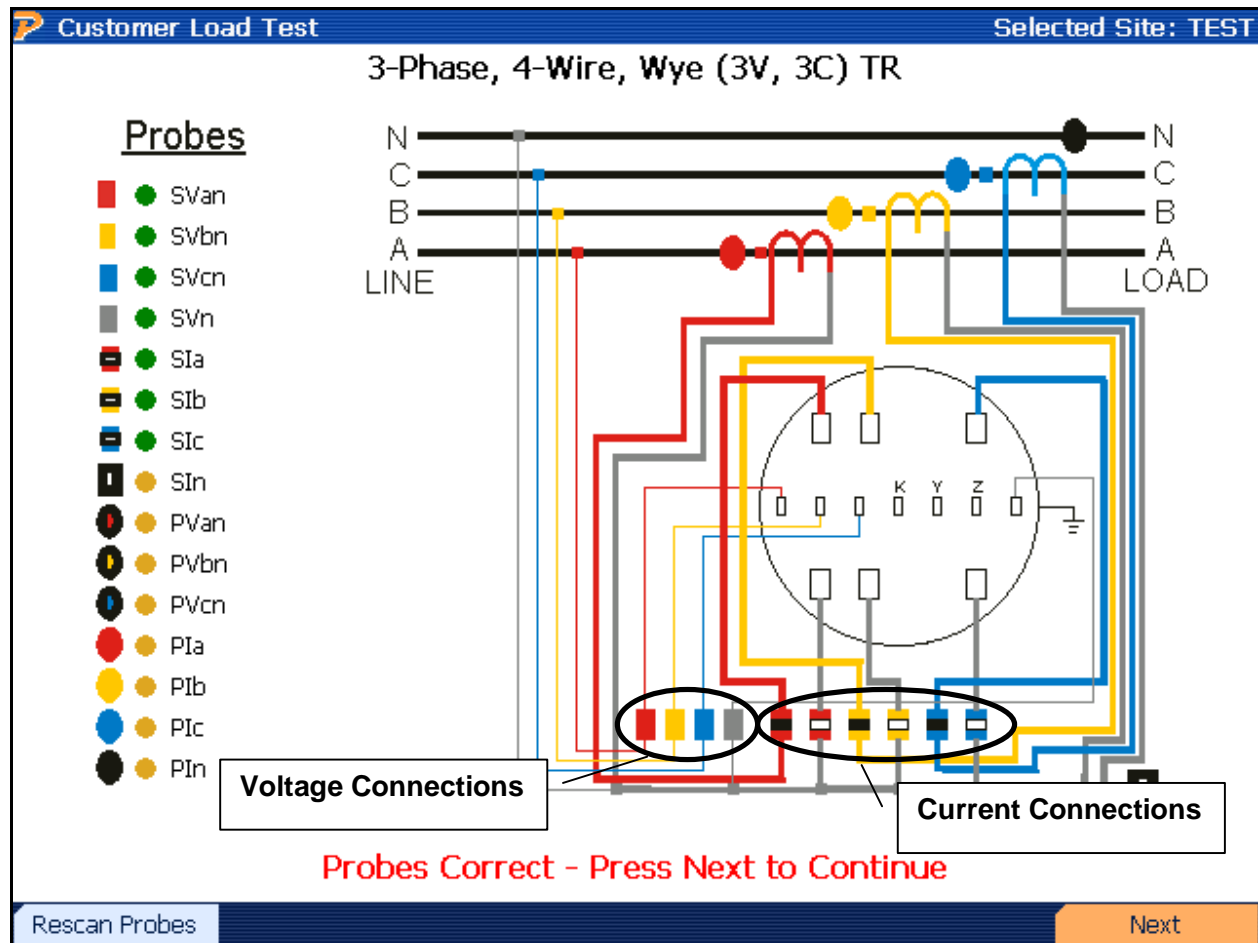 Customer Load Test
Selected Site: TEST
3-Phase, 4-Wire, Wye (3V, 3C) TR
Probes
SVan
SVbn
SVcn
SVn
SIa
SIb
SIc
SIn
PVan
PVbn
PVcn
PIa
PIb
PIc
PIn
N
C
B
A
LINE
N
C
B
A
LOAD
K Y Z
Voltage Connections
Current Connections
Probes Correct - Press Next to Continue
Rescan Probes
Next